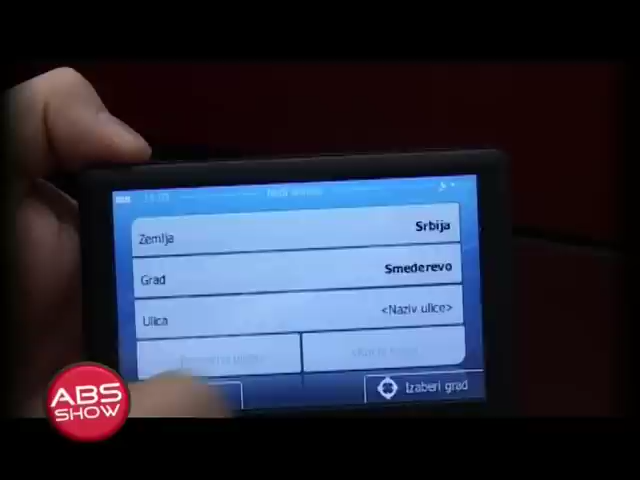 Zemlja Srbija
Grad Smederevo
Ulica <Naziv ulice>
Izaberi grad
ABS
SHOW